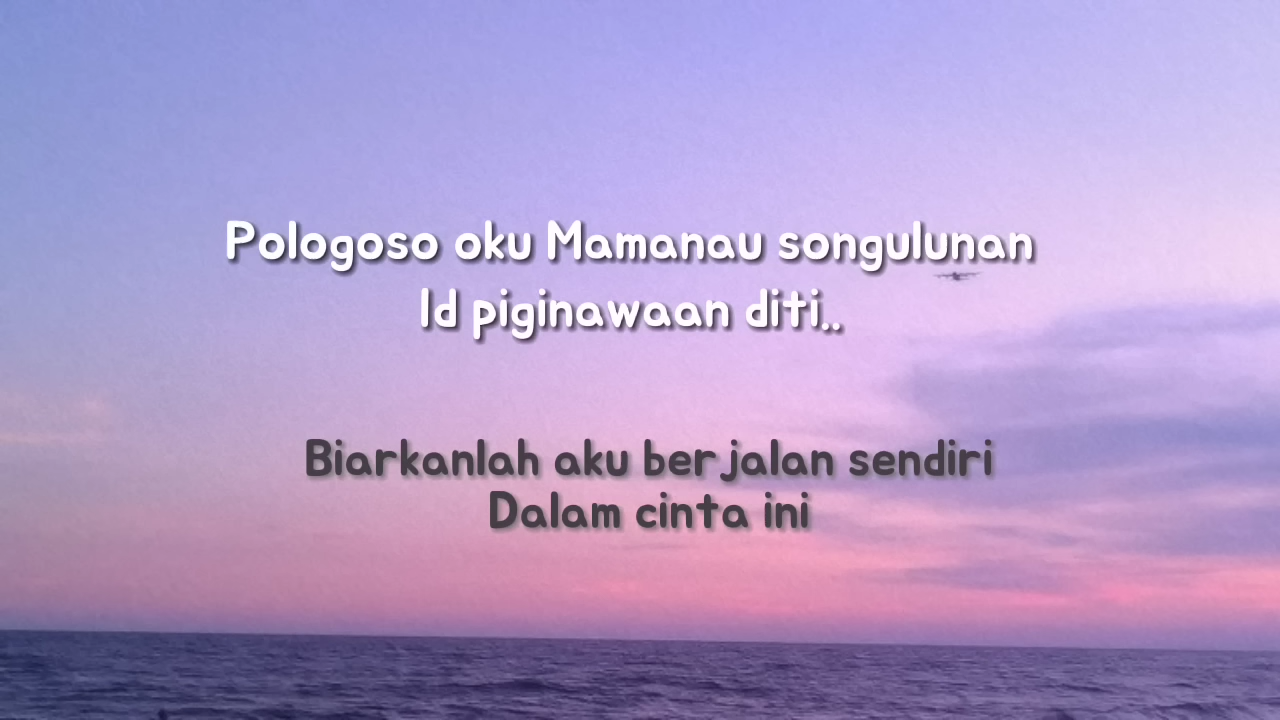 Pologoso oku Mamanau songulunan
Id piginawaan diti..
Biarkanlah aku berjalan sendiri
Dalam cinta ini